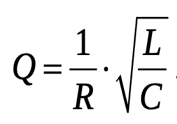 Q = 1/R · √(L/C) .